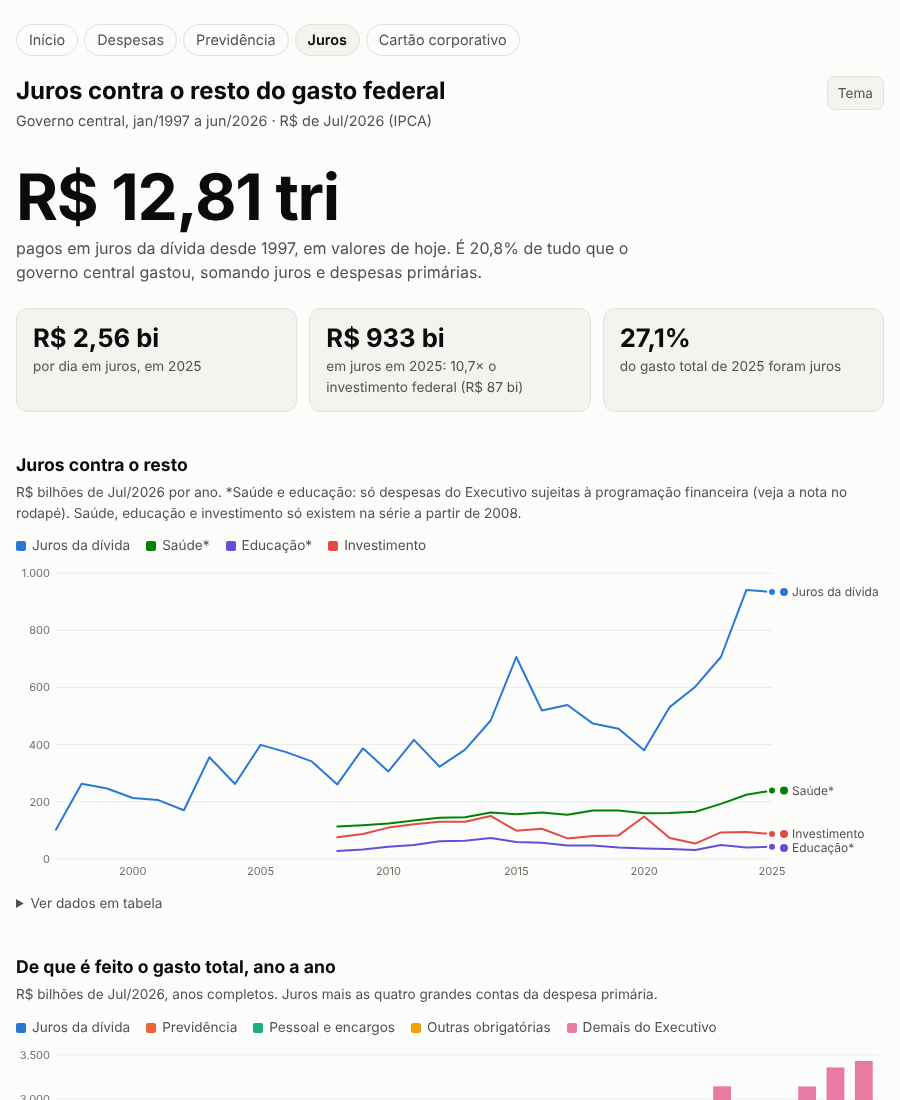 Início Despesas Previdência Juros Cartão corporativo
Juros contra o resto do gasto federal
Tema
Governo central, jan/1997 a jun/2026 · R$ de Jul/2026 (IPCA)
R$ 12,81 tri
pagos em juros da dívida desde 1997, em valores de hoje. É 20,8% de tudo que o
governo central gastou, somando juros e despesas primárias.
R$ 2,56 bi
por dia em juros, em 2025
R$ 933 bi
em juros em 2025: 10,7× o
investimento federal (R$ 87 bi)
27,1%
do gasto total de 2025 foram juros
Juros contra o resto
R$ bilhões de Jul/2026 por ano. *Saúde e educação: só despesas do Executivo sujeitas à programação financeira (veja a nota no
rodapé). Saúde, educação e investimento só existem na série a partir de 2008.
Juros da dívida Saúde* Educação* Investimento
1.000
Juros da dívida
800
600
400
200
Saúde*
Investimento
Educação*
0
2000 2005 2010 2015 2020 2025
Ver dados em tabela
De que é feito o gasto total, ano a ano
R$ bilhões de Jul/2026, anos completos. Juros mais as quatro grandes contas da despesa primária.
Juros da dívida Previdência Pessoal e encargos Outras obrigatórias Demais do Executivo
3.500
3.000